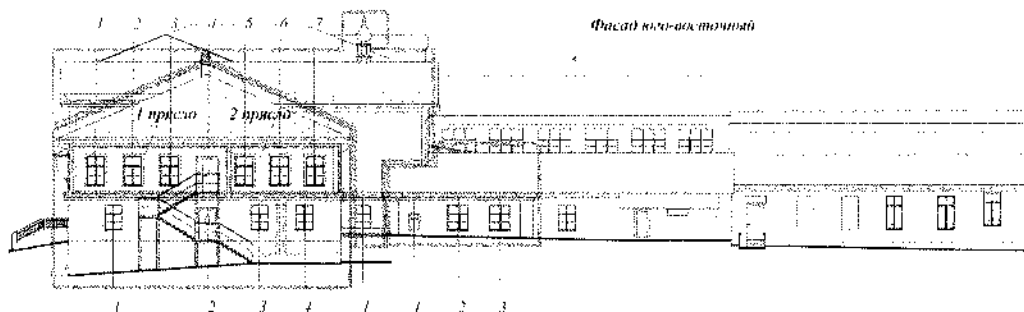 1 2 3 4 5 6 7
Фасад юго-восточный
1 прясло 2 прясло
1 2 3 4 1 1 2 3